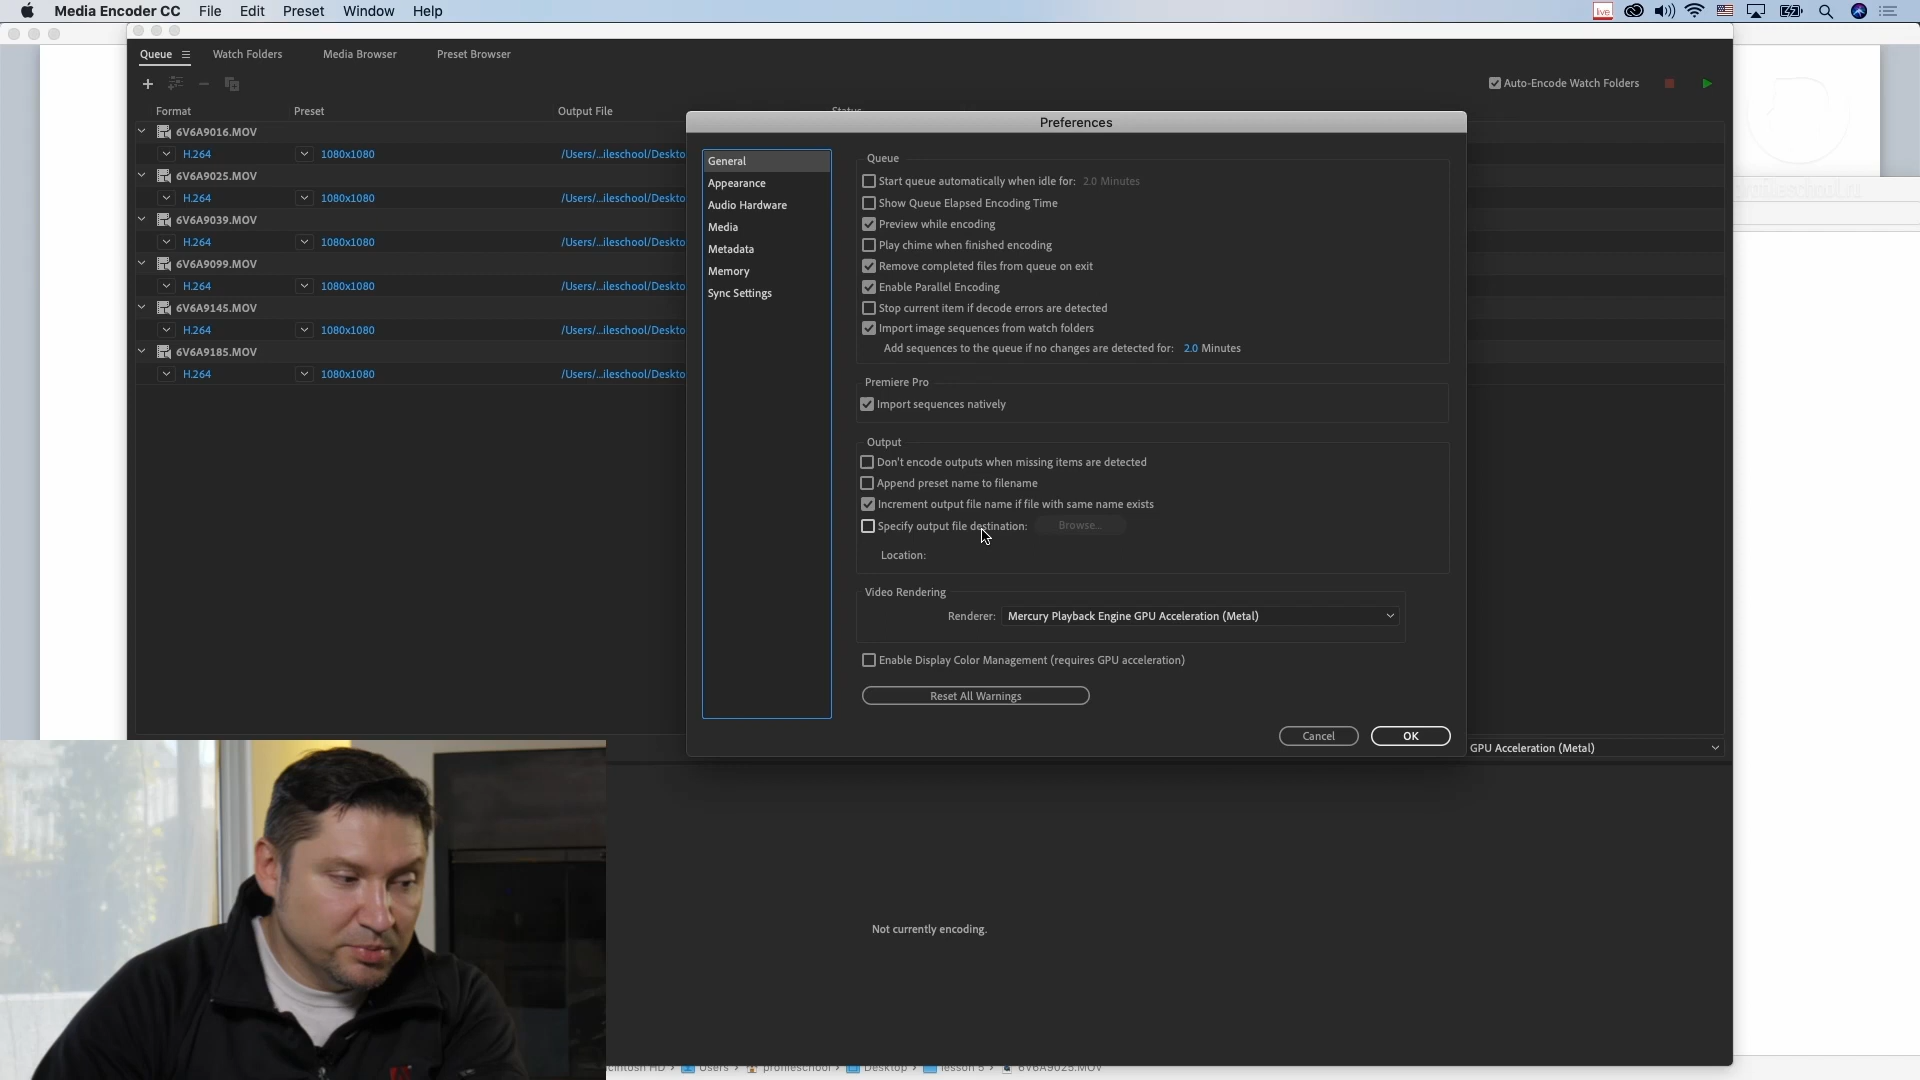 Media Encoder CC File Edit Preset Window Help
live
Queue Watch Folders Media Browser Preset Browser
Auto-Encode Watch Folders
Format Preset Output File Status
6V6A9016.MOV
H.264 1080x1080 /Users/...ileschool/Deskto
6V6A9025.MOV
H.264 1080x1080 /Users/...ileschool/Deskto
6V6A9039.MOV
H.264 1080x1080 /Users/...ileschool/Deskto
6V6A9099.MOV
H.264 1080x1080 /Users/...ileschool/Deskto
6V6A9145.MOV
H.264 1080x1080 /Users/...ileschool/Deskto
6V6A9185.MOV
H.264 1080x1080 /Users/...ileschool/Deskto
Preferences
General
Appearance
Audio Hardware
Media
Metadata
Memory
Sync Settings
Queue
Start queue automatically when idle for: 2.0 Minutes
Show Queue Elapsed Encoding Time
Preview while encoding
Play chime when finished encoding
Remove completed files from queue on exit
Enable Parallel Encoding
Stop current item if decode errors are detected
Import image sequences from watch folders
Add sequences to the queue if no changes are detected for: 2.0 Minutes
Premiere Pro
Import sequences natively
Output
Don't encode outputs when missing items are detected
Append preset name to filename
Increment output file name if file with same name exists
Specify output file destination: Browse...
Location:
Video Rendering
Renderer: Mercury Playback Engine GPU Acceleration (Metal)
Enable Display Color Management (requires GPU acceleration)
Reset All Warnings
Cancel OK
GPU Acceleration (Metal)
Not currently encoding.
Users › profileschool › Desktop › lesson 5 › 6V6A9025.MOV